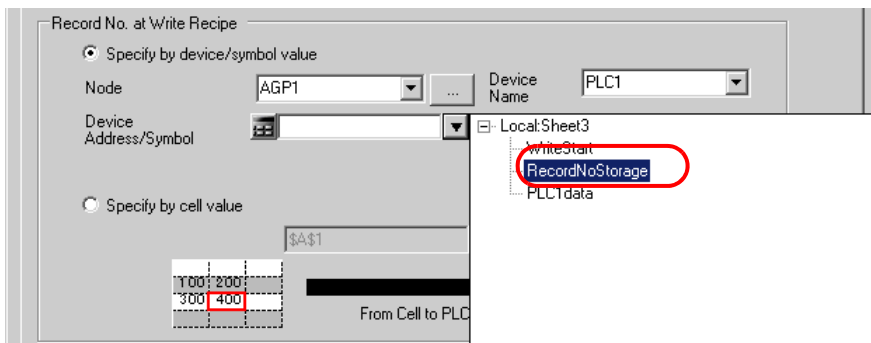 Record No. at Write Recipe
Specify by device/symbol value
Node
AGP1
...
Device
Name
PLC1
Device
Address/Symbol
Local:Sheet3
WriteStart
RecordNoStorage
PLC1data
Specify by cell value
$A$1
100 200
300 400
From Cell to PLC